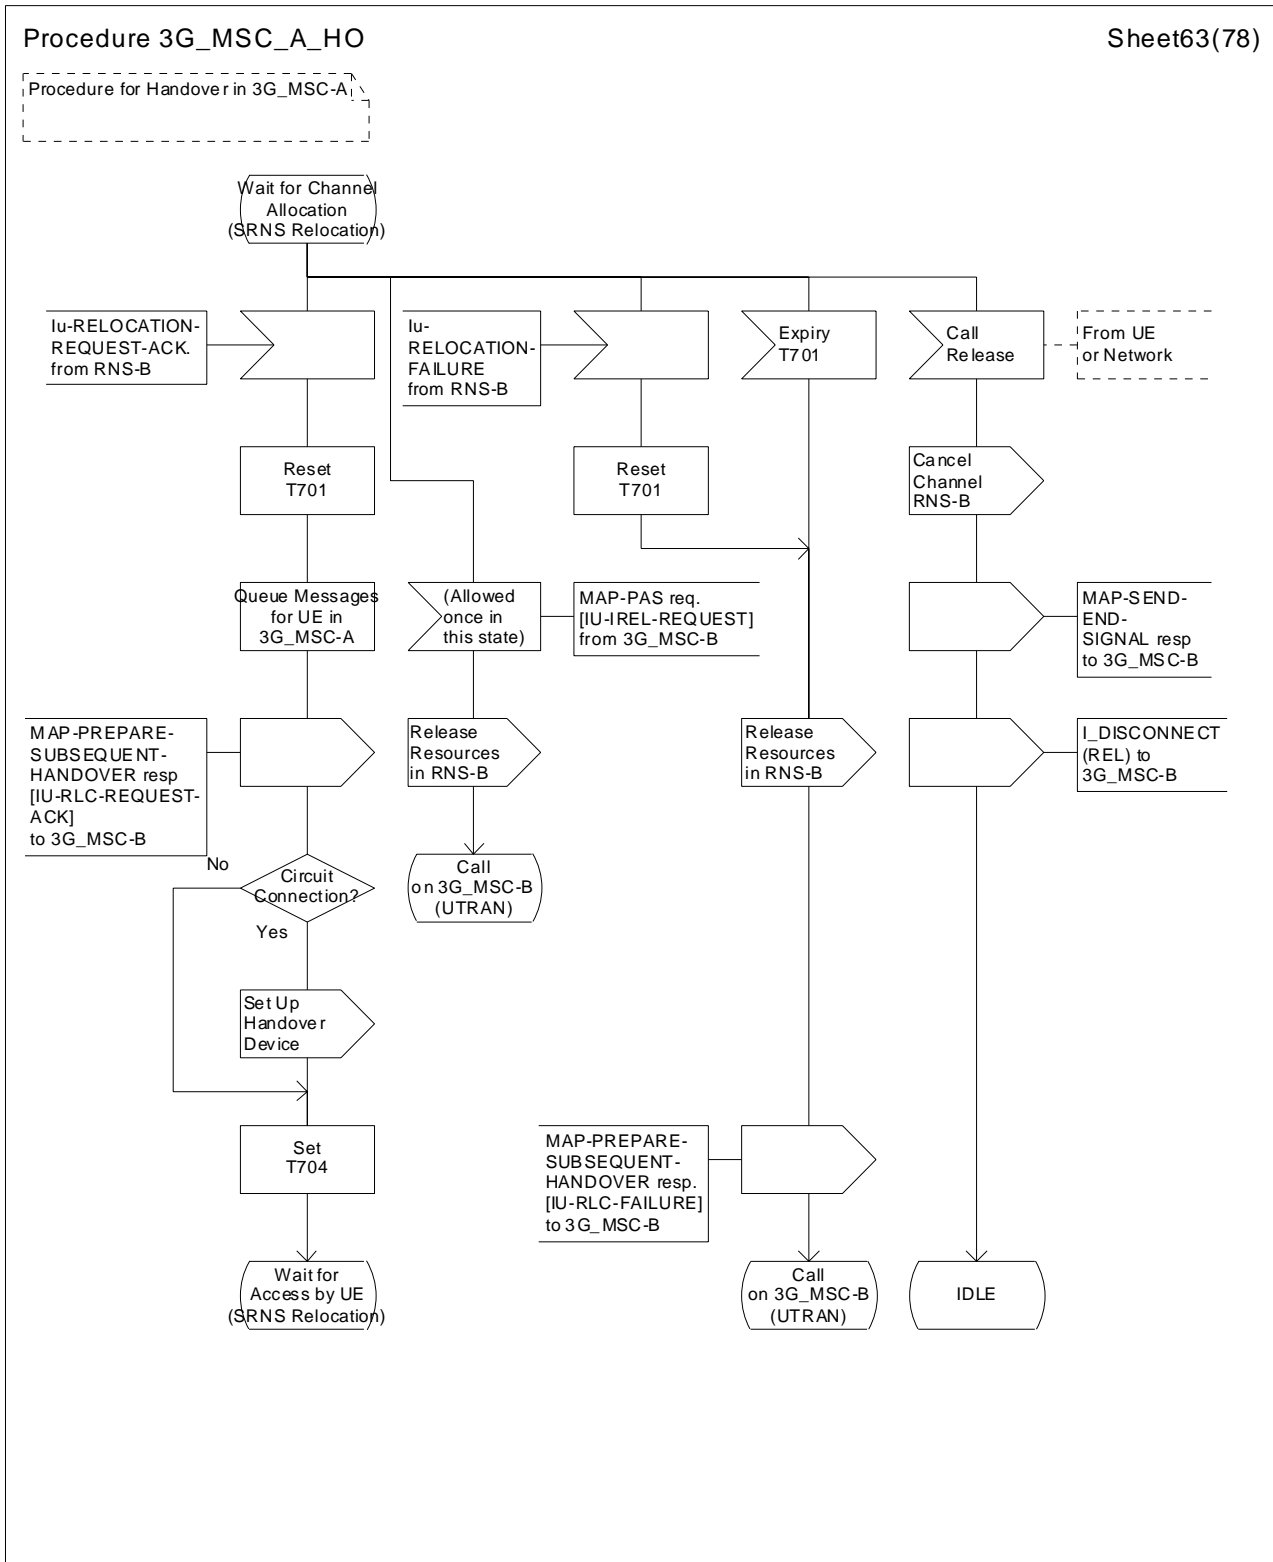 Procedure 3G_MSC_A_HO
Sheet63(78)
Procedure for Handover in 3G_MSC-A
Wait for Channel
Allocation
(SRNS Relocation)
Iu-RELOCATION-
REQUEST-ACK.
from RNS-B
Iu-
RELOCATION-
FAILURE
from RNS-B
Expiry
T701
Call
Release
From UE
or Network
Reset
T701
Reset
T701
Cancel
Channel
RNS-B
Queue Messages
for UE in
3G_MSC-A
(Allowed
once in
this state)
MAP-PAS req.
[IU-IREL-REQUEST]
from 3G_MSC-B
MAP-SEND-
END-
SIGNAL resp
to 3G_MSC-B
MAP-PREPARE-
SUBSEQUENT-
HANDOVER resp
[IU-RLC-REQUEST-
ACK]
to 3G_MSC-B
Release
Resources
in RNS-B
Release
Resources
in RNS-B
I_DISCONNECT
(REL) to
3G_MSC-B
No
Circuit
Connection?
Yes
Call
on 3G_MSC-B
(UTRAN)
Set Up
Handover
Device
Set
T704
MAP-PREPARE-
SUBSEQUENT-
HANDOVER resp.
[IU-RLC-FAILURE]
to 3G_MSC-B
Wait for
Access by UE
(SRNS Relocation)
Call
on 3G_MSC-B
(UTRAN)
IDLE